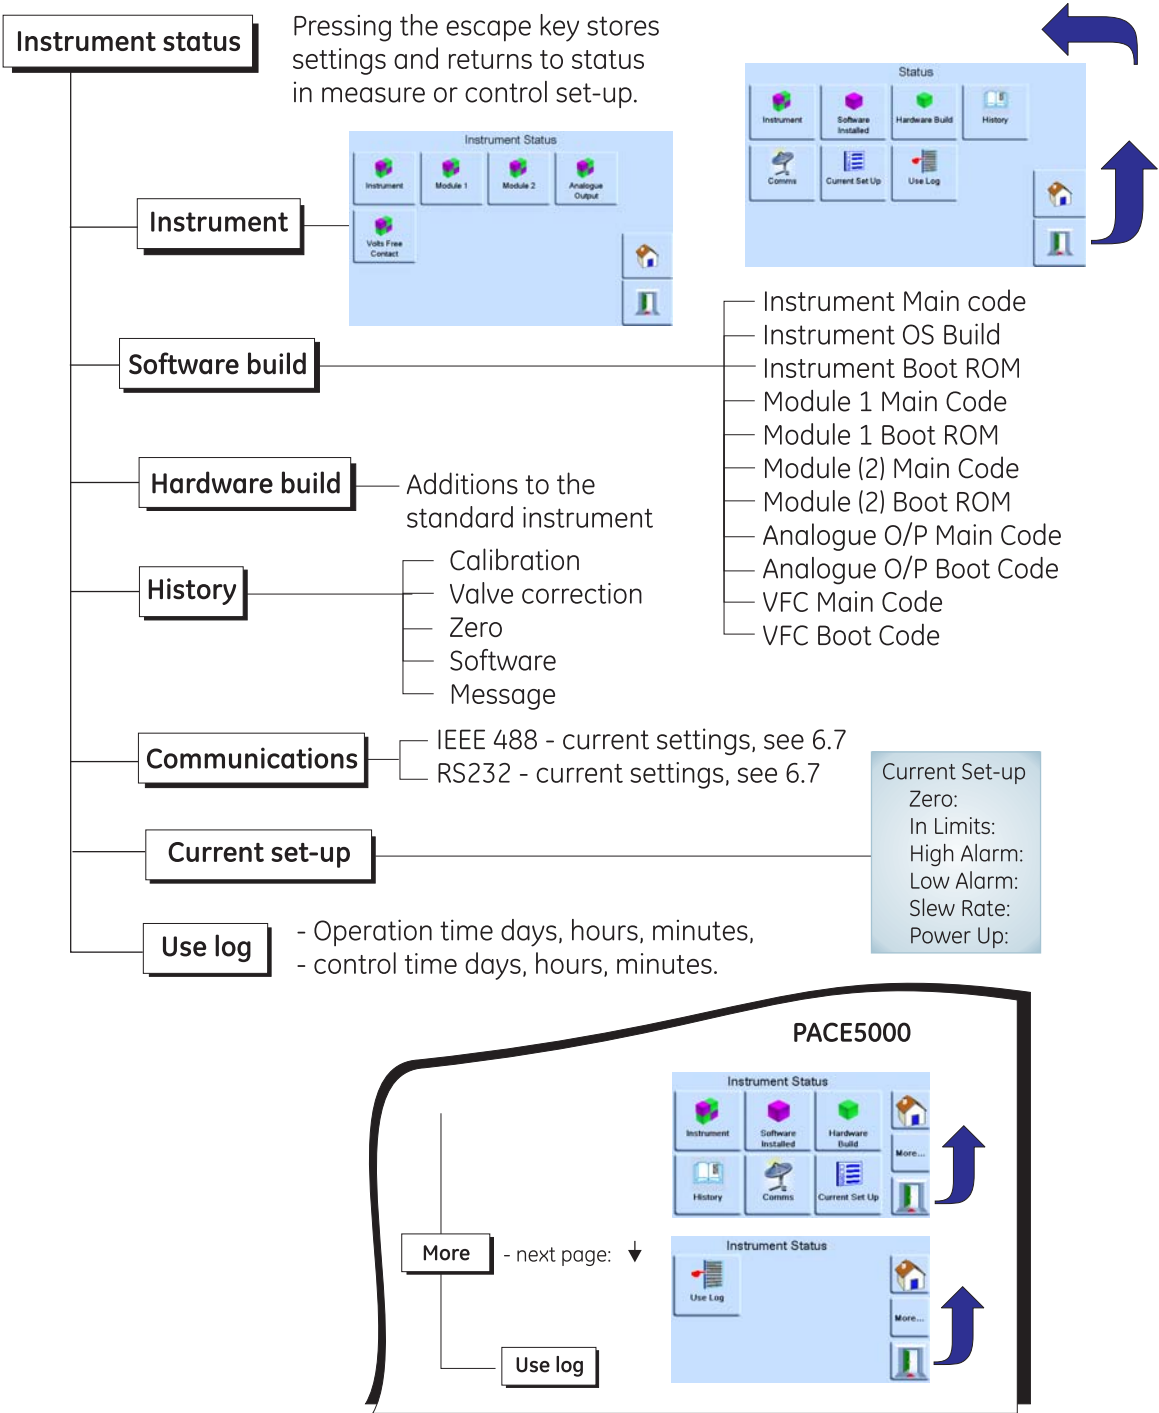 Instrument status
Pressing the escape key stores
settings and returns to status
in measure or control set-up.
Status
Instrument
Software
Installed
Hardware Build
History
Comms
Current Set Up
Use Log
Instrument Status
Instrument
Module 1
Module 2
Analogue
Output
Volts Free
Contact
Instrument
Software build
Instrument Main code
Instrument OS Build
Instrument Boot ROM
Module 1 Main Code
Module 1 Boot ROM
Module (2) Main Code
Module (2) Boot ROM
Analogue O/P Main Code
Analogue O/P Boot Code
VFC Main Code
VFC Boot Code
Hardware build
Additions to the
standard instrument
History
Calibration
Valve correction
Zero
Software
Message
Communications
IEEE 488 - current settings, see 6.7
RS232 - current settings, see 6.7
Current set-up
Current Set-up
Zero:
In Limits:
High Alarm:
Low Alarm:
Slew Rate:
Power Up:
Use log
- Operation time days, hours, minutes,
- control time days, hours, minutes.
PACE5000
Instrument Status
Instrument
Software
Installed
Hardware
Build
More...
History
Comms
Current Set Up
More
- next page:
Instrument Status
Use Log
More...
Use log